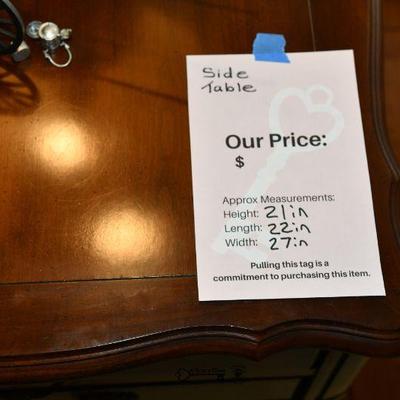 Side
Table
Our Price:
$
Approx Measurements:
Height: 21in
Length: 22in
Width: 27in
Pulling this tag is a
commitment to purchasing this item.